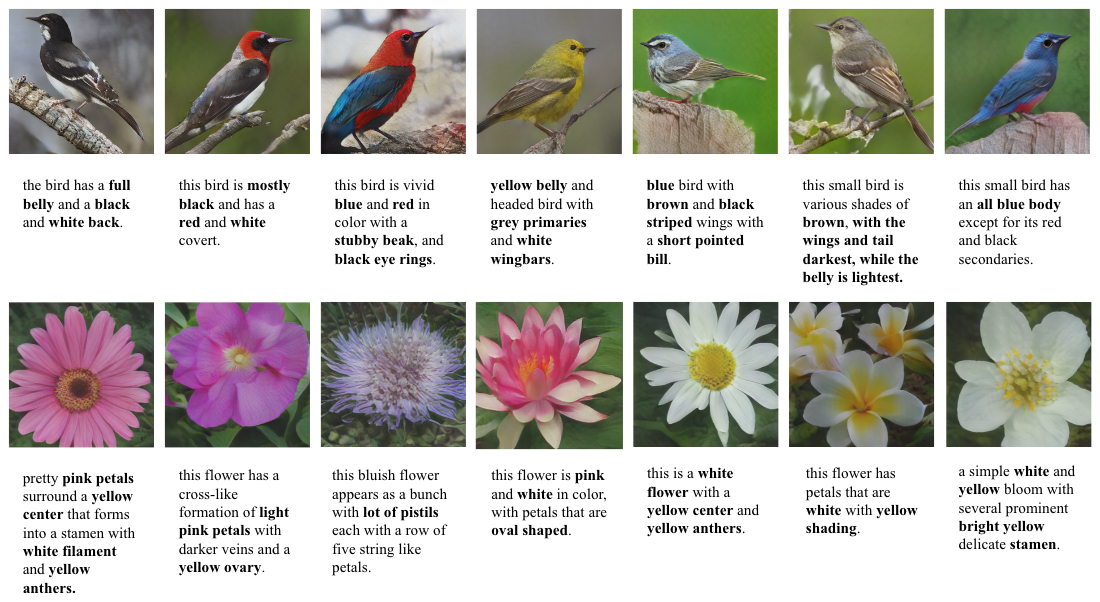 the bird has a full
belly and a black
and white back.
this bird is mostly
black and has a
red and white
covert.
this bird is vivid
blue and red in
color with a
stubby beak, and
black eye rings.
yellow belly and
headed bird with
grey primaries
and white
wingbars.
blue bird with
brown and black
striped wings with
a short pointed
bill.
this small bird is
various shades of
brown, with the
wings and tail
darkest, while the
belly is lightest.
this small bird has
an all blue body
except for its red
and black
secondaries.
pretty pink petals
surround a yellow
center that forms
into a stamen with
white filament
and yellow
anthers.
this flower has a
cross-like
formation of light
pink petals with
darker veins and a
yellow ovary.
this bluish flower
appears as a bunch
with lot of pistils
each with a row of
five string like
petals.
this flower is pink
and white in color,
with petals that are
oval shaped.
this is a white
flower with a
yellow center and
yellow anthers.
this flower has
petals that are
white with yellow
shading.
a simple white and
yellow bloom with
several prominent
bright yellow
delicate stamen.